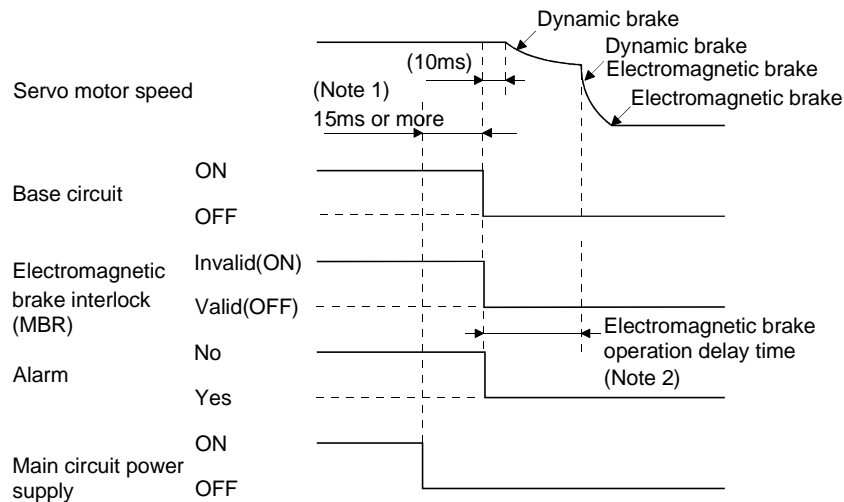 Dynamic brake
Dynamic brake
Electromagnetic brake
(10ms)
Electromagnetic brake
Servo motor speed
(Note 1)
15ms or more
ON
Base circuit
OFF
Invalid(ON)
Electromagnetic
brake interlock
(MBR)
Valid(OFF)
Electromagnetic brake
operation delay time
(Note 2)
No
Alarm
Yes
ON
Main circuit power
supply
OFF